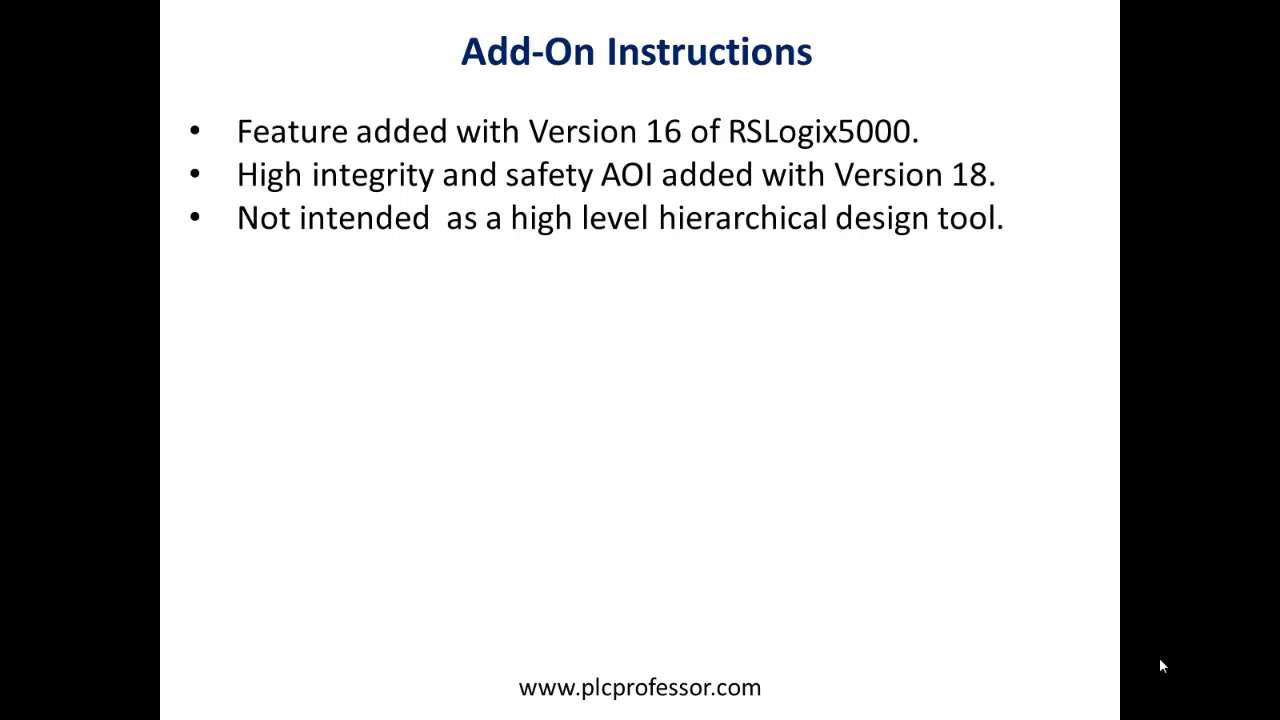 Add-On Instructions
• Feature added with Version 16 of RSLogix5000.
• High integrity and safety AOI added with Version 18.
• Not intended  as a high level hierarchical design tool.
www.plcprofessor.com